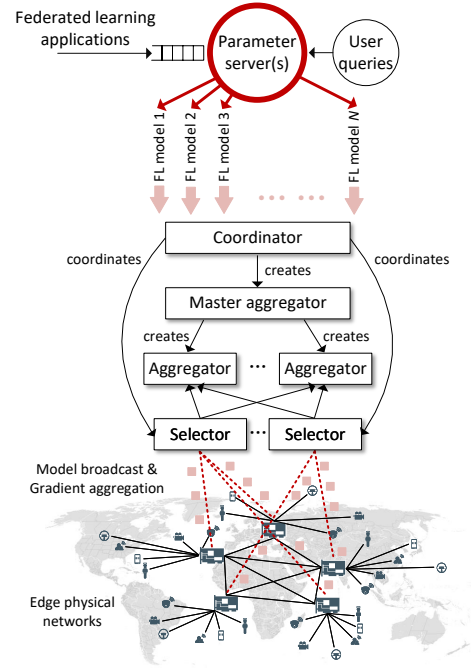 Federated learning
applications
Parameter
server(s)
User
queries
FL model 1
FL model 2
FL model 3
FL model N
Coordinator
coordinates
coordinates
creates
Master aggregator
creates
creates
Aggregator
...
Aggregator
Selector
...
Selector
Model broadcast &
Gradient aggregation
Edge physical
networks